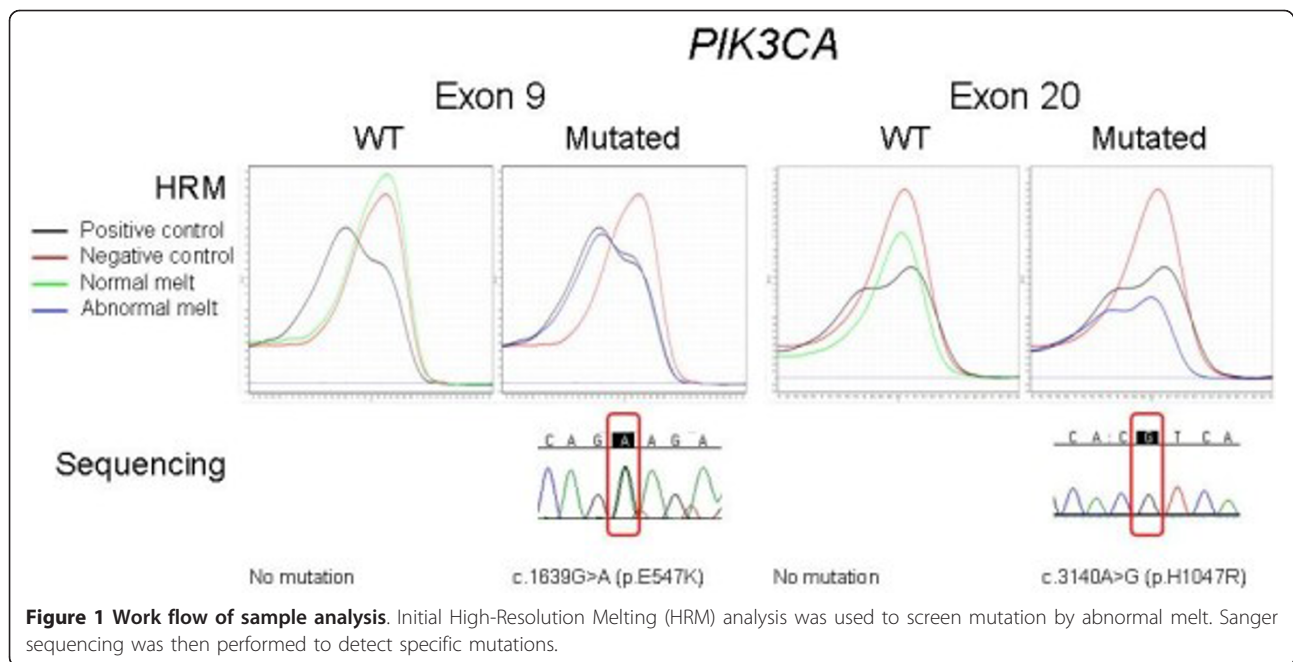 PIK3CA
Exon 9
Exon 20
WT
Mutated
WT
Mutated
HRM
Positive control
Negative control
Normal melt
Abnormal melt
Sequencing
C A G A A G A
C A C G T C A
No mutation
c.1639G>A (p.E547K)
No mutation
c.3140A>G (p.H1047R)
Figure 1 Work flow of sample analysis. Initial High-Resolution Melting (HRM) analysis was used to screen mutation by abnormal melt. Sanger
sequencing was then performed to detect specific mutations.